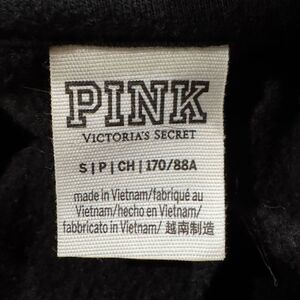 PINK
VICTORIA'S SECRET
S|P|CH|170/88A
made in Vietnam/fabriqué au
Vietnam/hecho en Vietnam/
fabbricato in Vietnam/ 越南制造